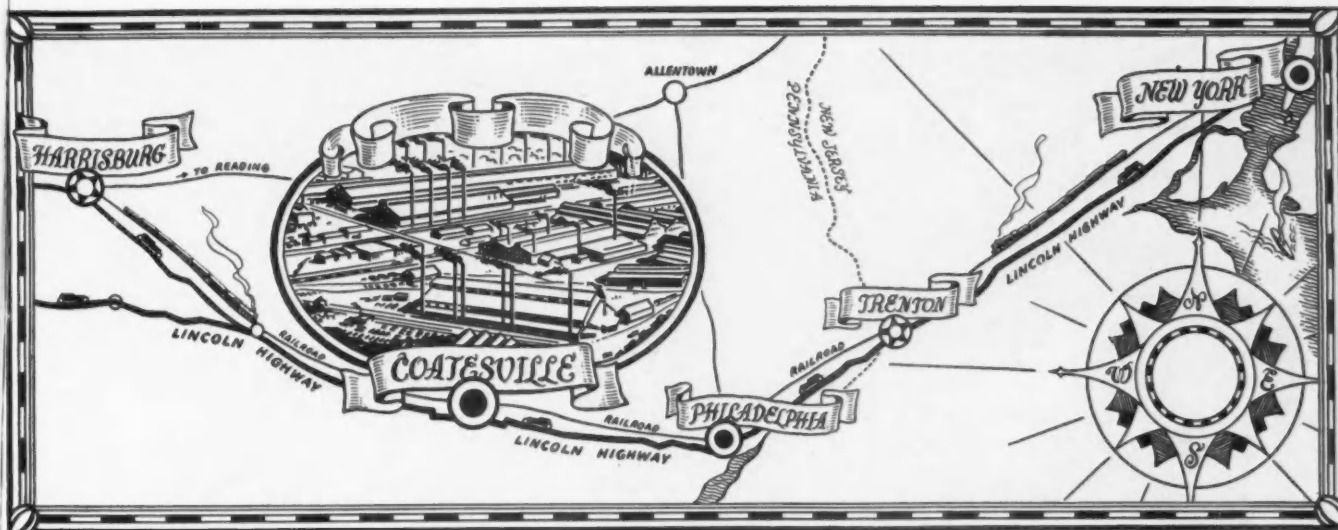 ALLENTOWN
NEW YORK
HARRISBURG
→ TO READING
PENNSYLVANIA
NEW JERSEY
LINCOLN HIGHWAY
TRENTON
N
W
E
S
RAILROAD
LINCOLN HIGHWAY
COATESVILLE
RAILROAD
PHILADELPHIA
RAILROAD
LINCOLN HIGHWAY